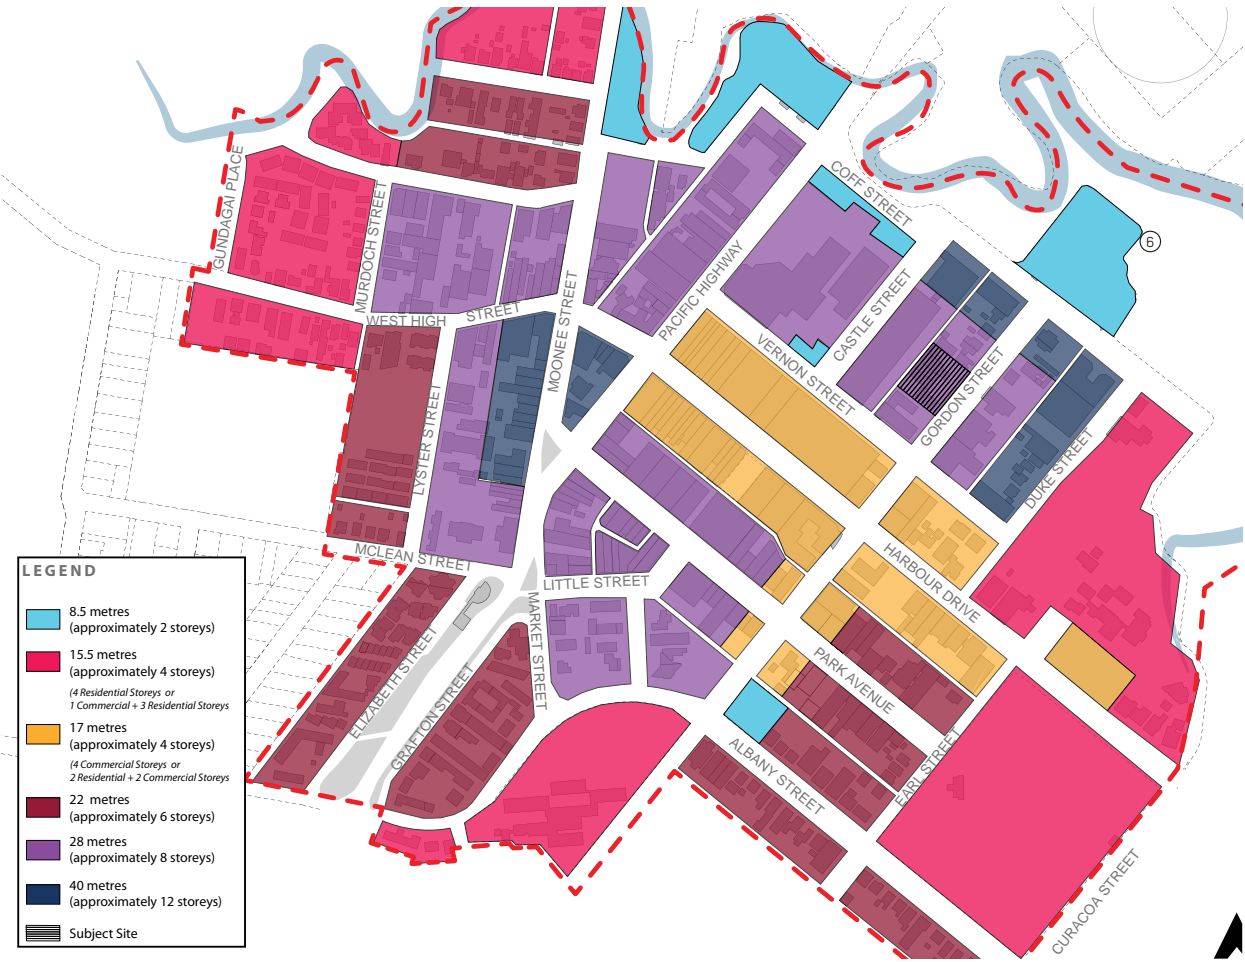 COFF STREET
6
GUNDAGAI PLACE
MURDOCH STREET
PACIFIC HIGHWAY
CASTLE STREET
WEST HIGH STREET
MOONEE STREET
VERNON STREET
GORDON STREET
LYSTER STREET
DUKE STREET
MCLEAN STREET
LITTLE STREET
HARBOUR DRIVE
MARKET STREET
ELIZABETH STREET
GRAFTON STREET
PARK AVENUE
ALBANY STREET
EARL STREET
CURACOA STREET
LEGEND
8.5 metres
(approximately 2 storeys)
15.5 metres
(approximately 4 storeys)
(4 Residential Storeys or
1 Commercial + 3 Residential Storeys
17 metres
(approximately 4 storeys)
(4 Commercial Storeys or
2 Residential + 2 Commercial Storeys
22 metres
(approximately 6 storeys)
28 metres
(approximately 8 storeys)
40 metres
(approximately 12 storeys)
Subject Site